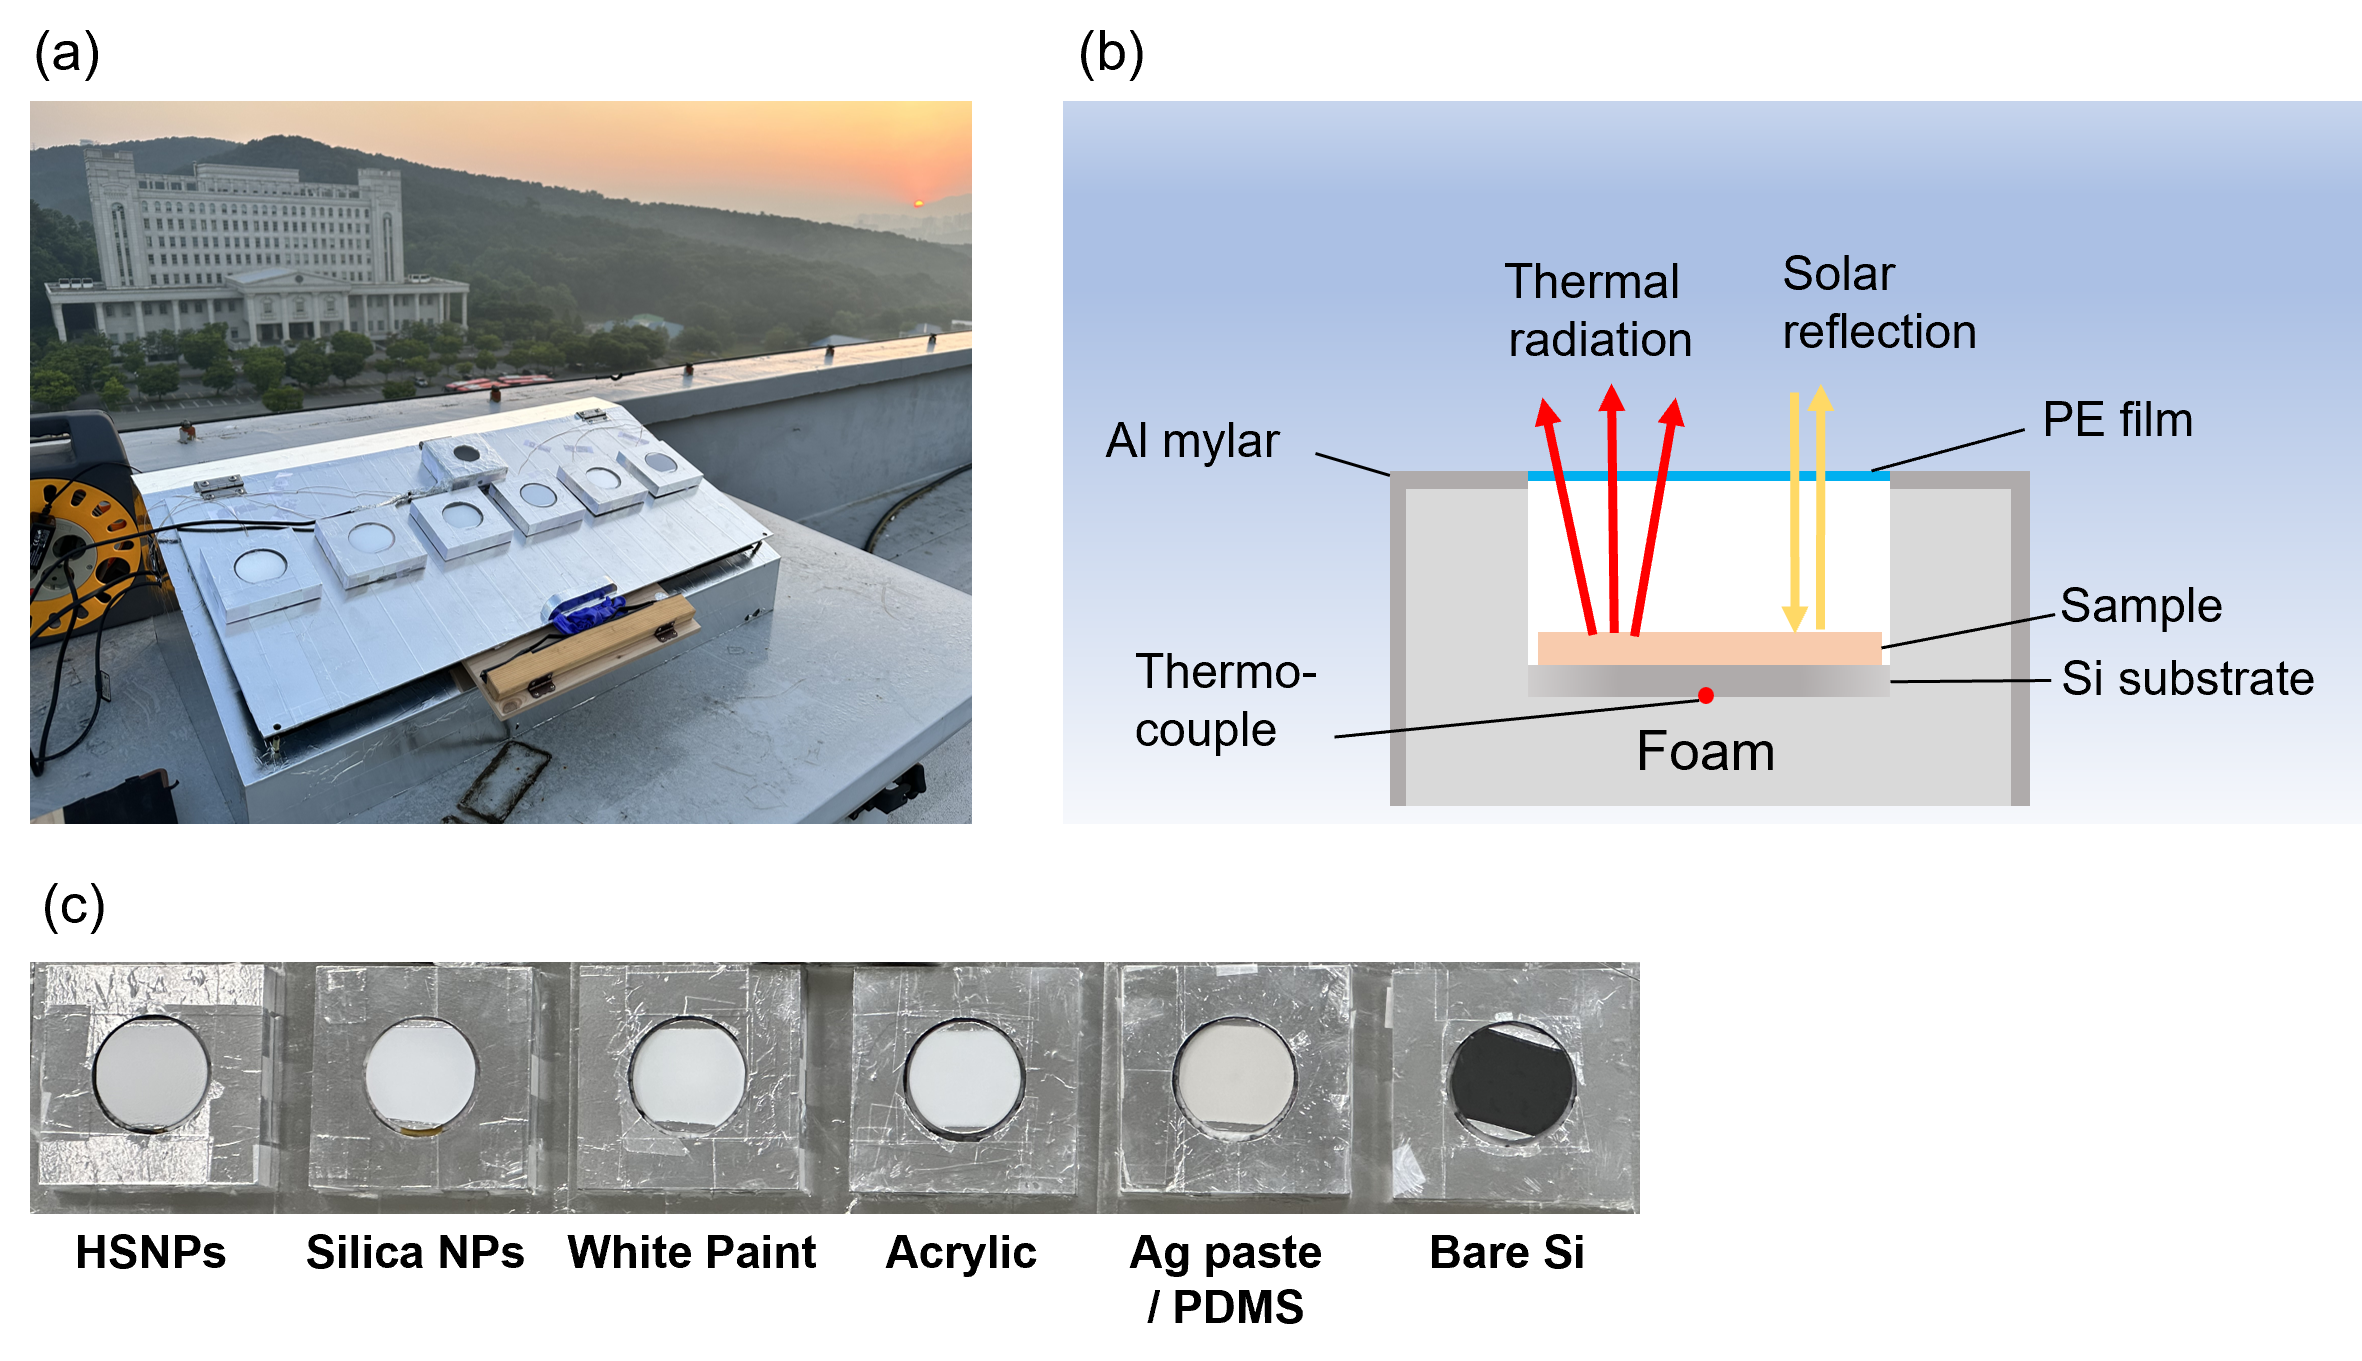 (a)
(b)
Thermal
radiation
Solar
reflection
Al mylar
PE film
Sample
Si substrate
Thermo-
couple
Foam
(c)
HSNPs
Silica NPs
White Paint
Acrylic
Ag paste
/ PDMS
Bare Si